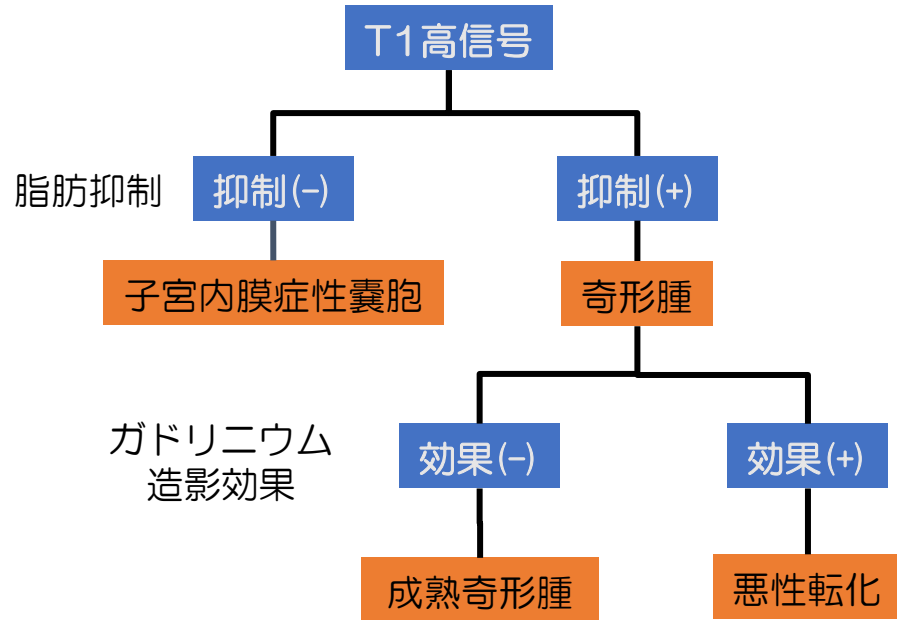 T1高信号
脂肪抑制
抑制(-)
抑制(+)
子宮内膜症性嚢胞
奇形腫
ガドリニウム
造影効果
効果(-)
効果(+)
成熟奇形腫
悪性転化